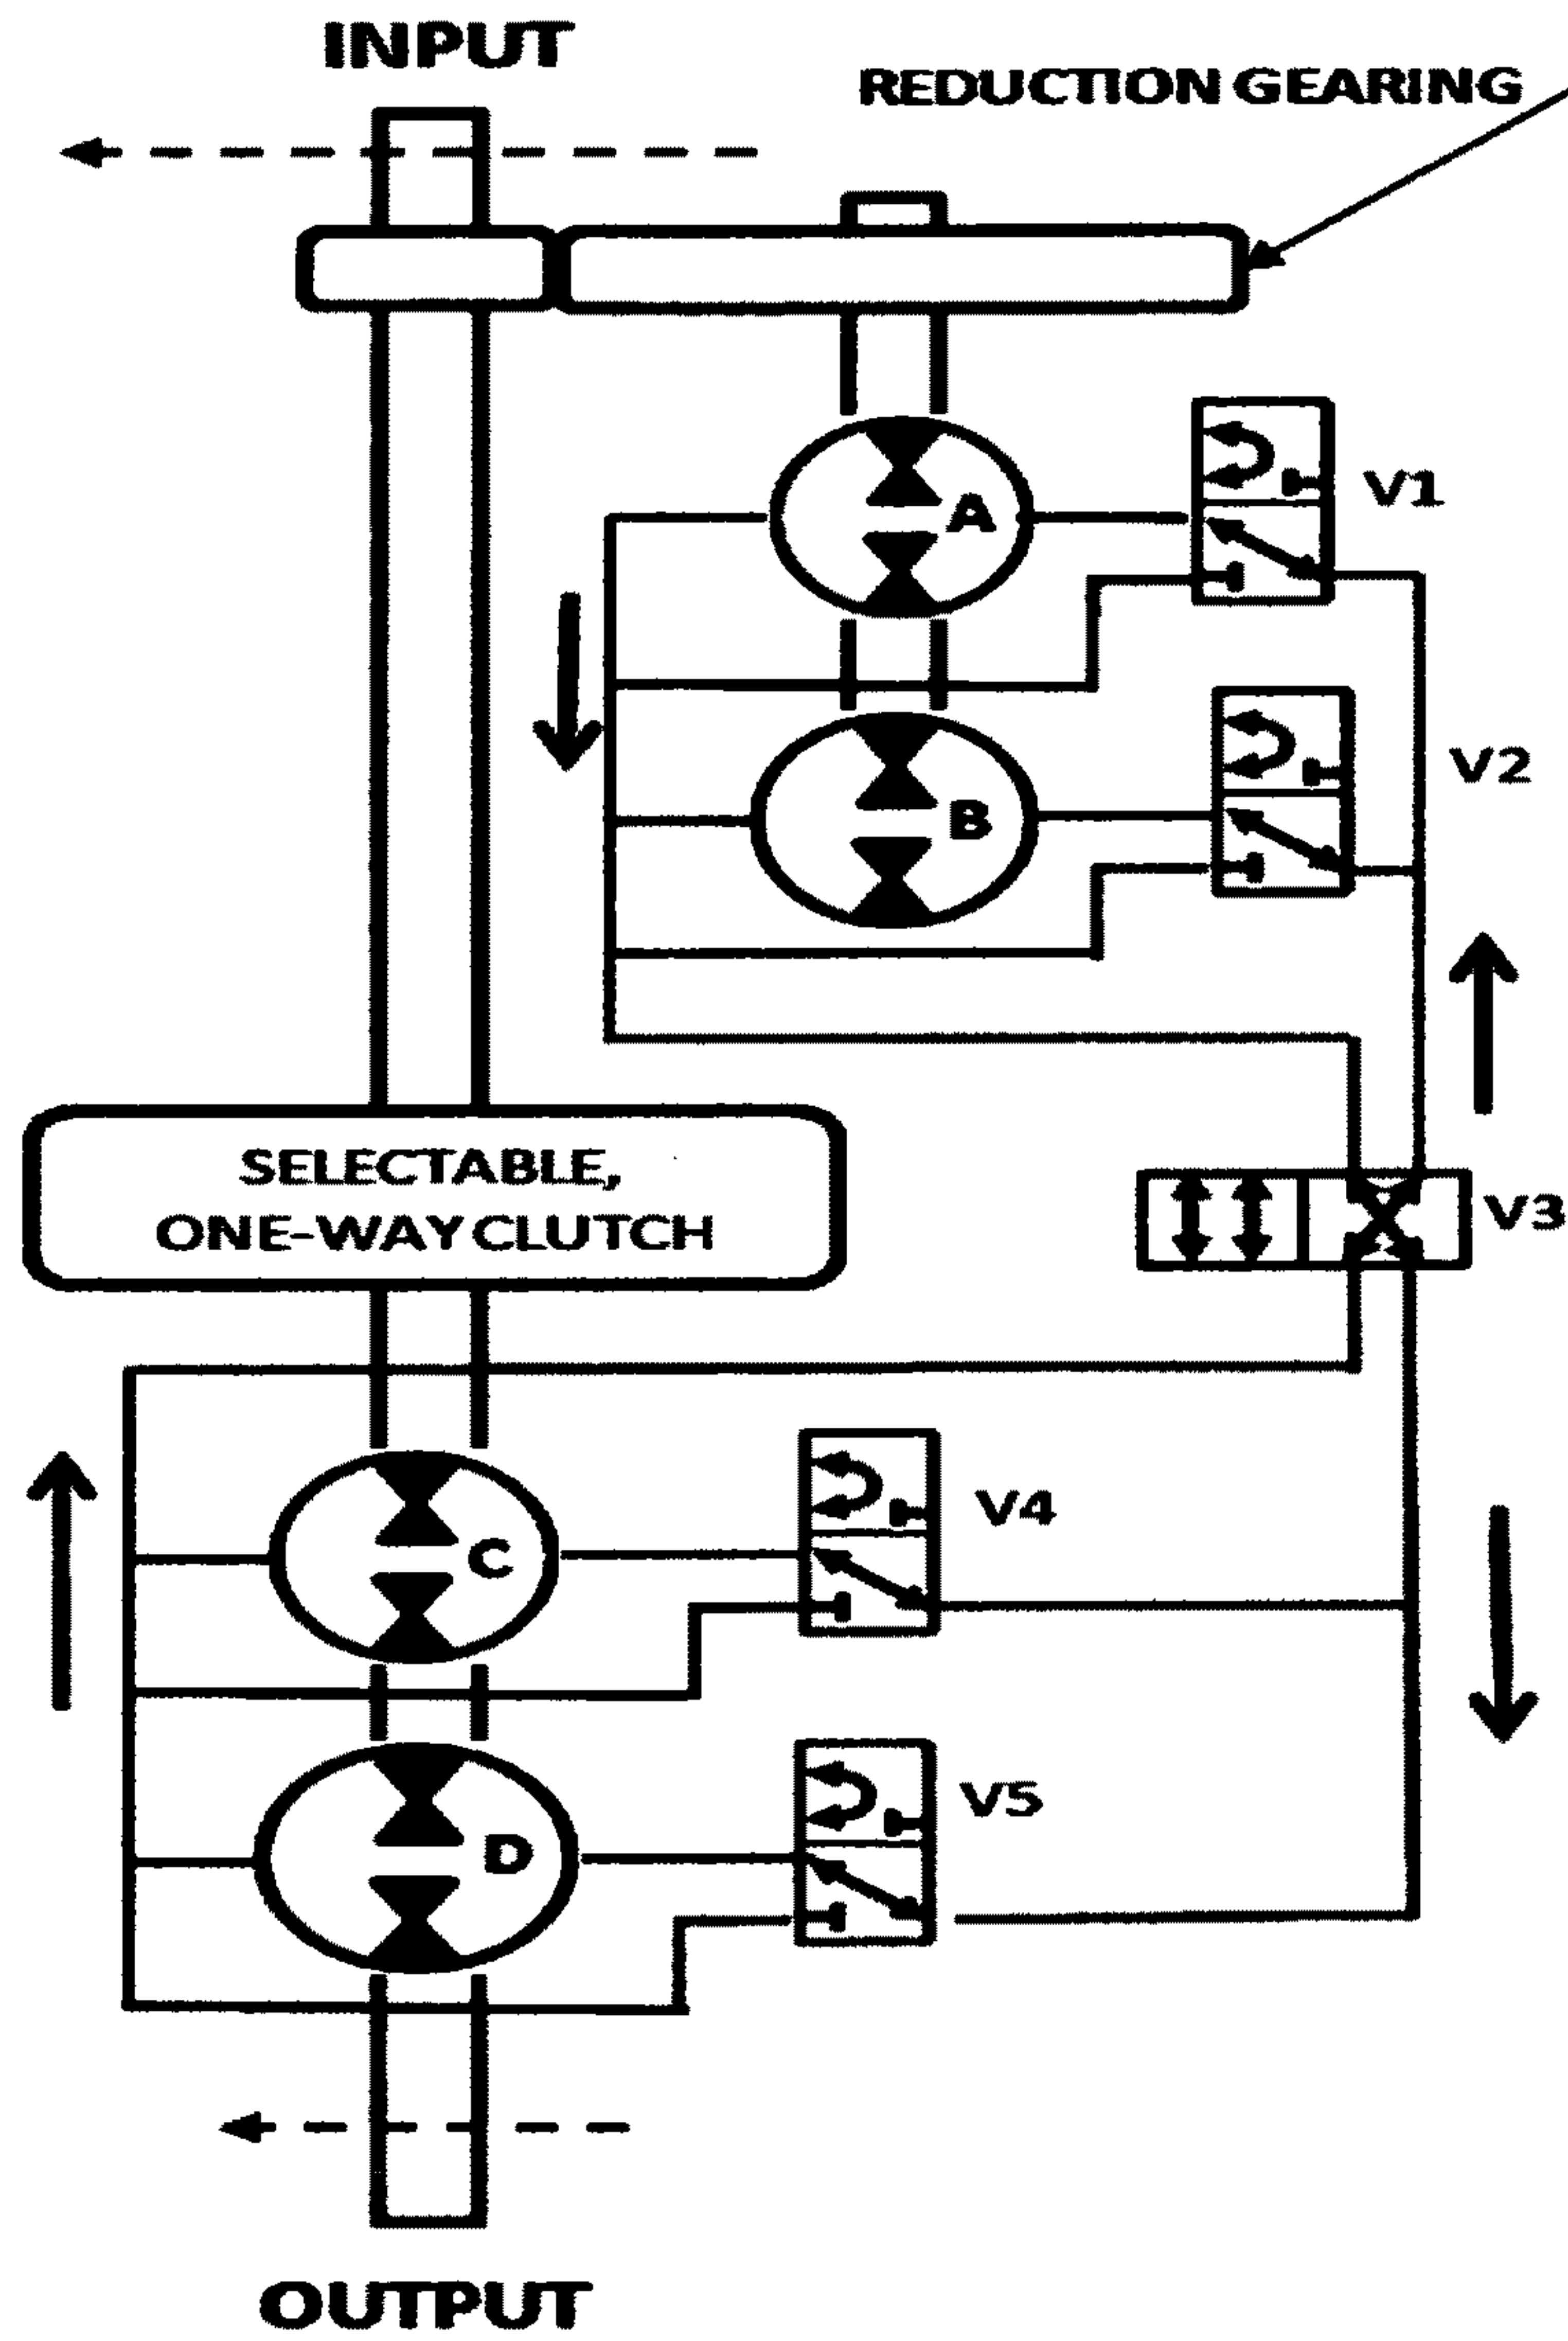 INPUT
REDUCTION GEARING
A
V1
B
V2
SELECTABLE,
ONE-WAY CLUTCH
V3
C
V4
D
V5
OUTPUT